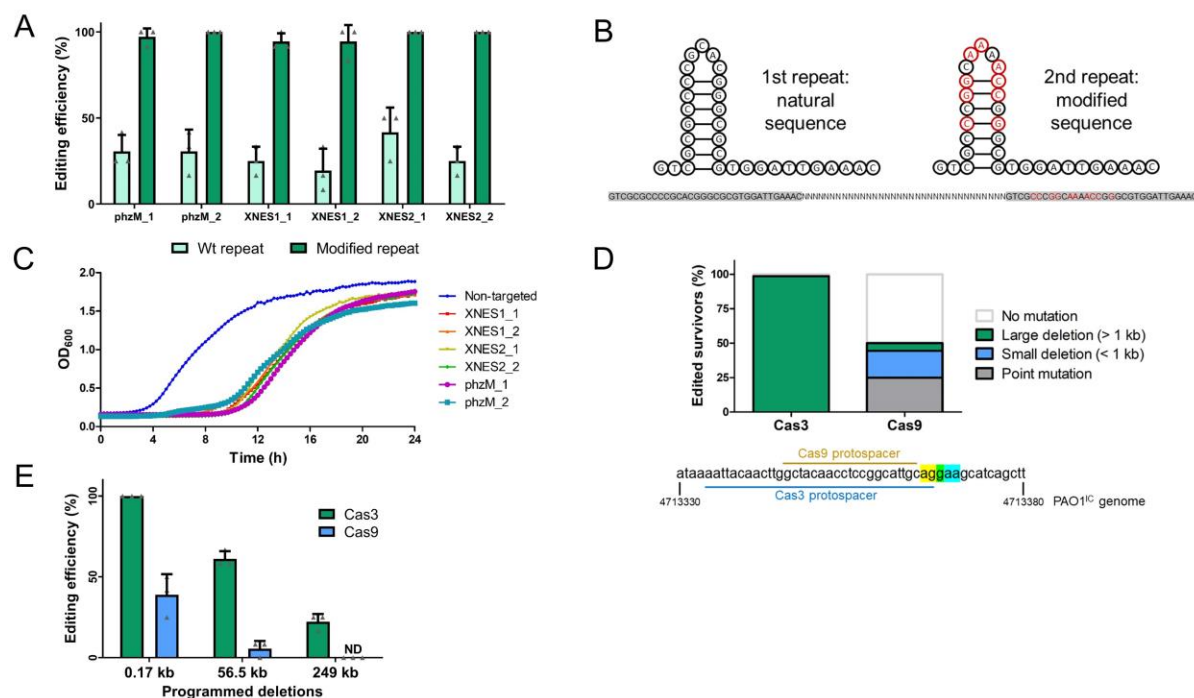 A
Editing efficiency (%)
100
50
0
phzM_1 phzM_2 XNES1_1 XNES1_2 XNES2_1 XNES2_2
Wt repeat Modified repeat
B
1st repeat:
natural
sequence
2nd repeat:
modified
sequence
GTCGCGCCCCGCACGGGCGCGTGGATTGAAACNNNNNNNNNNNNNNNNNNNNNNNNNNNNNNNNNNGTCGCCCGGCAAAACCGGGCGTGGATTGAAAC
C
OD600
2.0
1.5
1.0
0.5
0.0
0 4 8 12 16 20 24
Time (h)
Non-targeted
XNES1_1
XNES1_2
XNES2_1
XNES2_2
phzM_1
phzM_2
D
Edited survivors (%)
100
75
50
25
0
Cas3 Cas9
No mutation
Large deletion (> 1 kb)
Small deletion (< 1 kb)
Point mutation
Cas9 protospacer
ataaaattacaacttggctacaacctccggcattgcaggaagcatcagctt
Cas3 protospacer
4713330 4713380 PAO1IC genome
E
Editing efficiency (%)
100
50
0
Cas3
Cas9
ND
0.17 kb 56.5 kb 249 kb
Programmed deletions